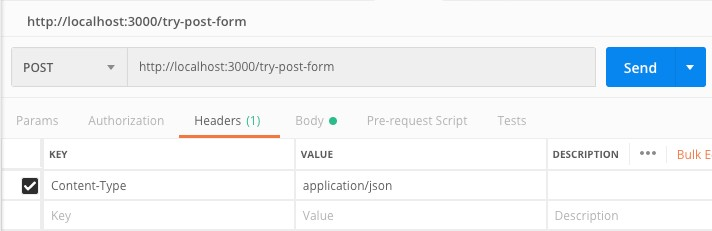 http://localhost:3000/try-post-form
POST http://localhost:3000/try-post-form Send
Params Authorization Headers (1) Body Pre-request Script Tests
KEY VALUE DESCRIPTION ••• Bulk E
Content-Type application/json
Key Value Description